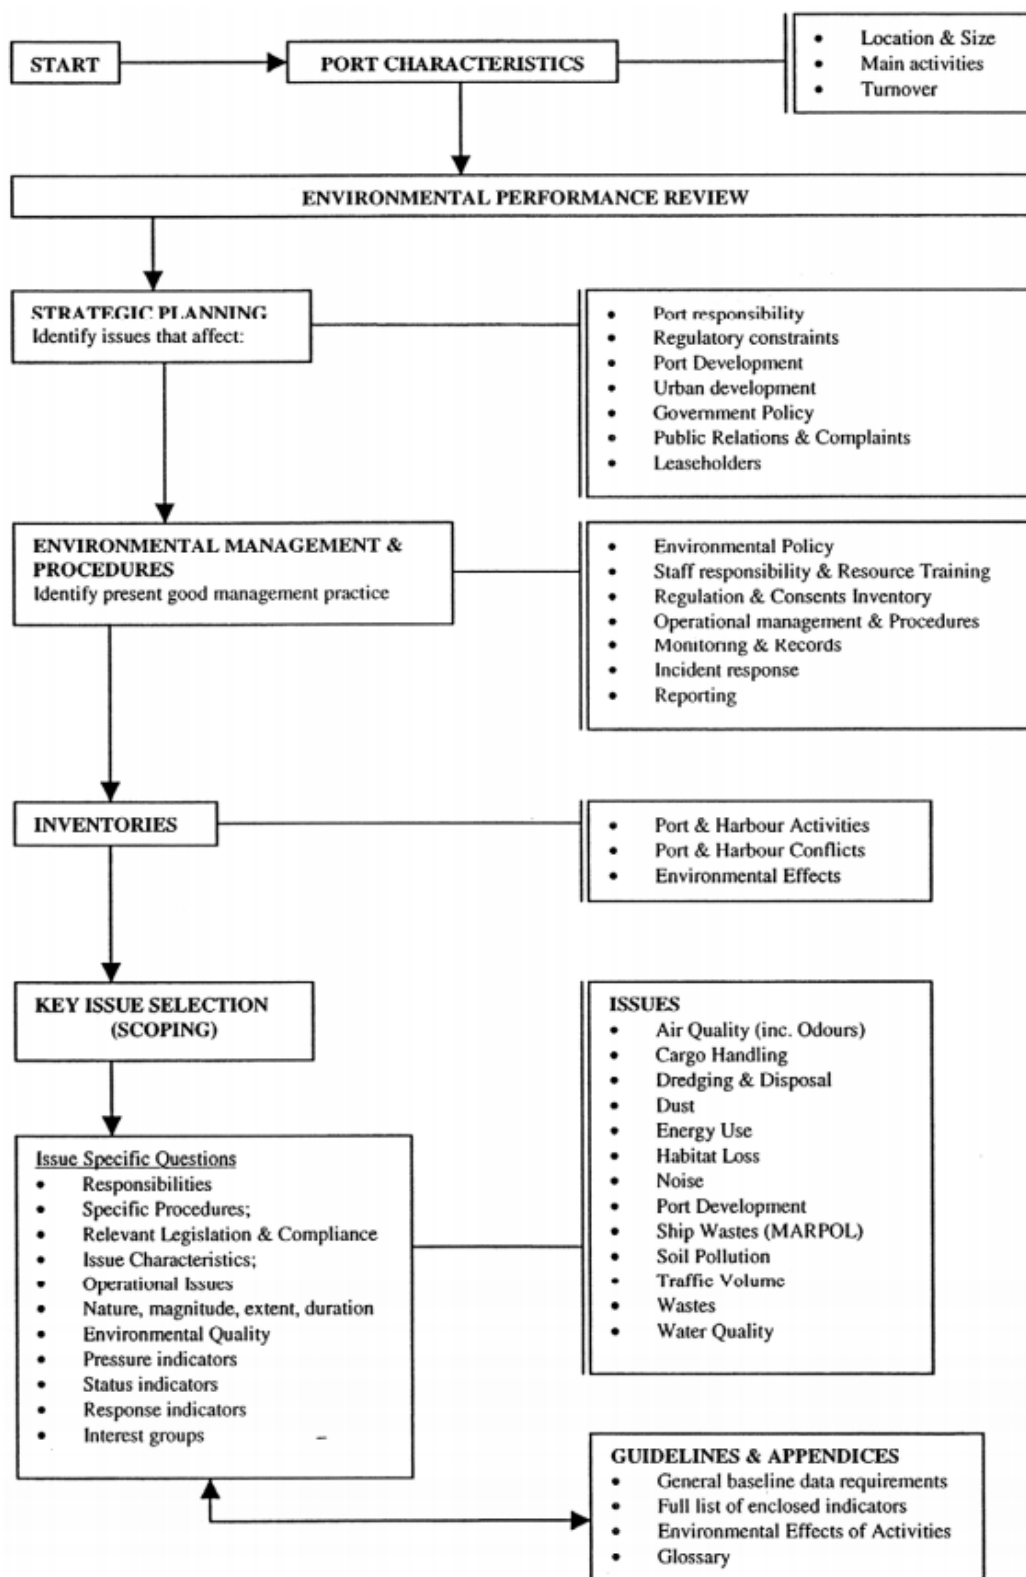 START
PORT CHARACTERISTICS
• Location & Size
• Main activities
• Turnover
ENVIRONMENTAL PERFORMANCE REVIEW
STRATEGIC PLANNING
Identify issues that affect:
• Port responsibility
• Regulatory constraints
• Port Development
• Urban development
• Government Policy
• Public Relations & Complaints
• Leaseholders
ENVIRONMENTAL MANAGEMENT &
PROCEDURES
Identify present good management practice
• Environmental Policy
• Staff responsibility & Resource Training
• Regulation & Consents Inventory
• Operational management & Procedures
• Monitoring & Records
• Incident response
• Reporting
INVENTORIES
• Port & Harbour Activities
• Port & Harbour Conflicts
• Environmental Effects
KEY ISSUE SELECTION
(SCOPING)
ISSUES
• Air Quality (inc. Odours)
• Cargo Handling
• Dredging & Disposal
• Dust
• Energy Use
• Habitat Loss
• Noise
• Port Development
• Ship Wastes (MARPOL)
• Soil Pollution
• Traffic Volume
• Wastes
• Water Quality
Issue Specific Questions
• Responsibilities
• Specific Procedures;
• Relevant Legislation & Compliance
• Issue Characteristics;
• Operational Issues
• Nature, magnitude, extent, duration
• Environmental Quality
• Pressure indicators
• Status indicators
• Response indicators
• Interest groups
GUIDELINES & APPENDICES
• General baseline data requirements
• Full list of enclosed indicators
• Environmental Effects of Activities
• Glossary